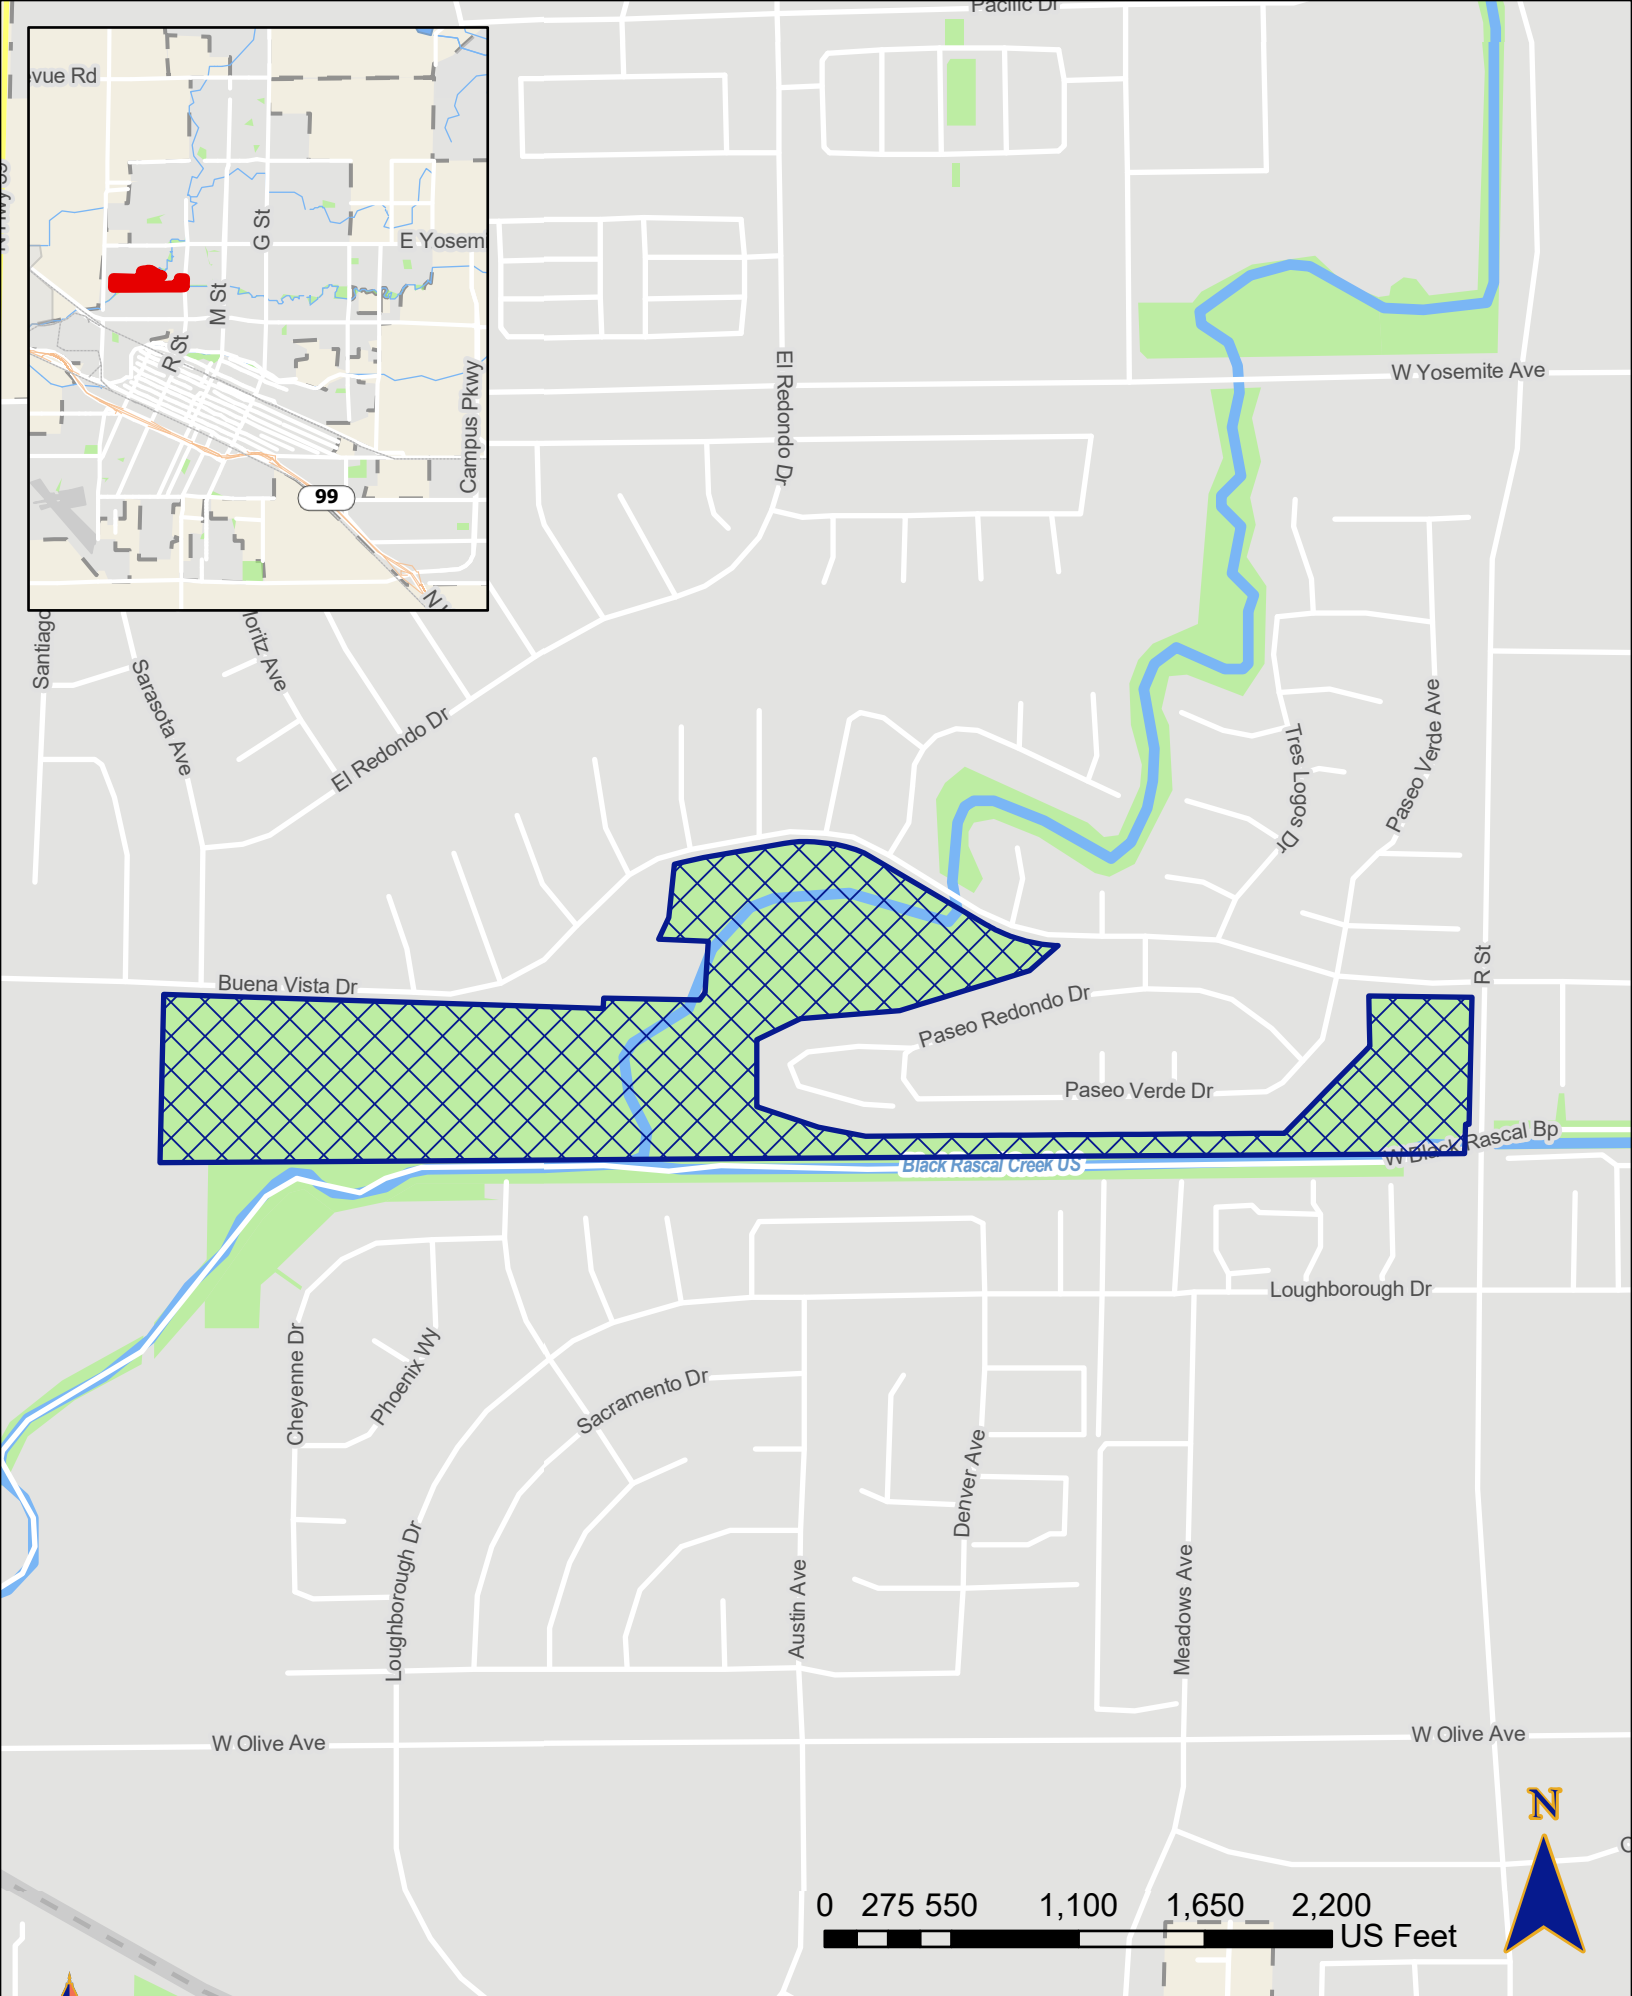 Pacific Dr
evue Rd
G St
E Yosemi
M St
R St
Campus Pkwy
99
W Yosemite Ave
El Redondo Dr
Santiago
Sarasota Ave
oritz Ave
El Redondo Dr
Tres Logos Dr
Paseo Verde Ave
R St
Buena Vista Dr
Paseo Redondo Dr
Paseo Verde Dr
W Black Rascal Bp
Black Rascal Creek US
Loughborough Dr
Cheyenne Dr
Phoenix Wy
Sacramento Dr
Denver Ave
Loughborough Dr
Austin Ave
Meadows Ave
W Olive Ave
W Olive Ave
N
0 275 550 1,100 1,650 2,200
US Feet